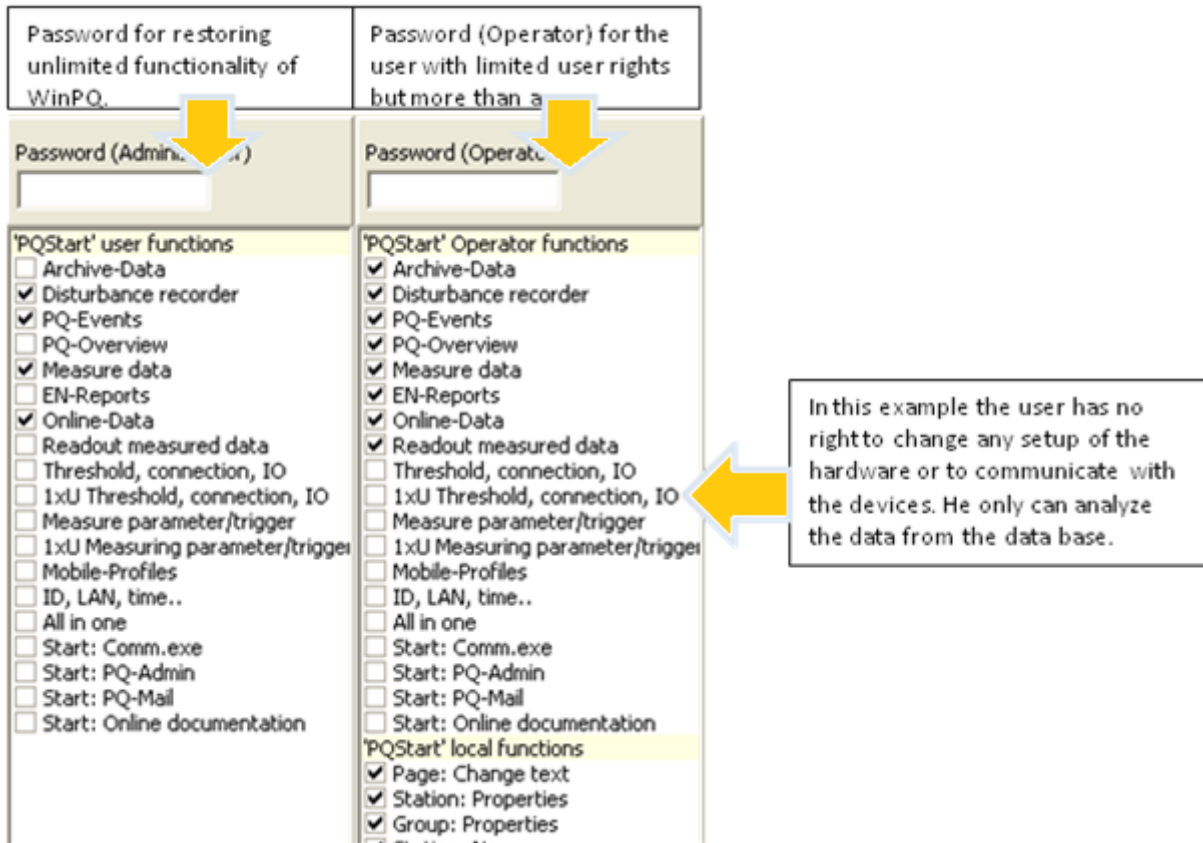 Password for restoring
unlimited functionality of
WinPQ.
Password (Operator) for the
user with limited user rights
but more than a
Password (Admini
Password (Operato
'PQStart' user functions
Archive-Data
Disturbance recorder
PQ-Events
PQ-Overview
Measure data
EN-Reports
Online-Data
Readout measured data
Threshold, connection, IO
1xU Threshold, connection, IO
Measure parameter/trigger
1xU Measuring parameter/trigger
Mobile-Profiles
ID, LAN, time..
All in one
Start: Comm.exe
Start: PQ-Admin
Start: PQ-Mail
Start: Online documentation
'PQStart' Operator functions
Archive-Data
Disturbance recorder
PQ-Events
PQ-Overview
Measure data
EN-Reports
Online-Data
Readout measured data
Threshold, connection, IO
1xU Threshold, connection, IO
Measure parameter/trigger
1xU Measuring parameter/trigger
Mobile-Profiles
ID, LAN, time..
All in one
Start: Comm.exe
Start: PQ-Admin
Start: PQ-Mail
Start: Online documentation
'PQStart' local functions
Page: Change text
Station: Properties
Group: Properties
In this example the user has no
right to change any setup of the
hardware or to communicate with
the devices. He only can analyze
the data from the data base.